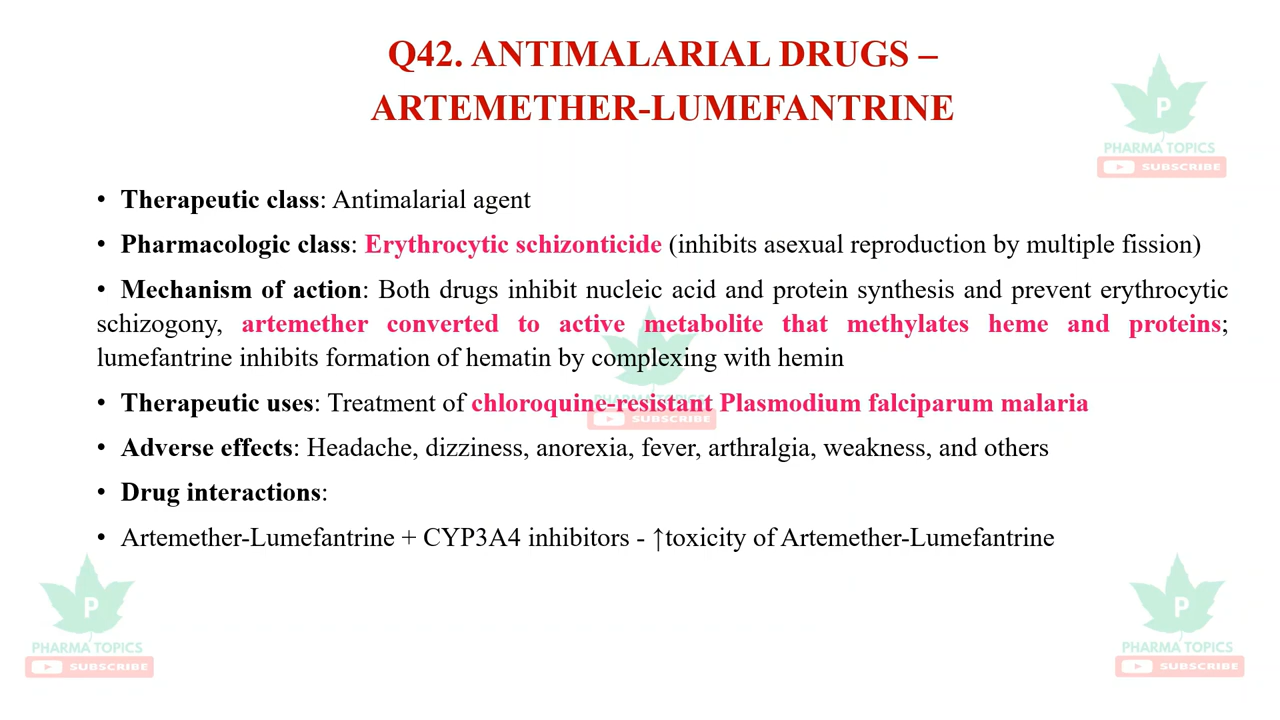 Q42. ANTIMALARIAL DRUGS –
ARTEMETHER-LUMEFANTRINE
P
PHARMA TOPICS
SUBSCRIBE
• Therapeutic class: Antimalarial agent
• Pharmacologic class: Erythrocytic schizonticide (inhibits asexual reproduction by multiple fission)
• Mechanism of action: Both drugs inhibit nucleic acid and protein synthesis and prevent erythrocytic
schizogony, artemether converted to active metabolite that methylates heme and proteins;
lumefantrine inhibits formation of hematin by complexing with hemin
• Therapeutic uses: Treatment of chloroquine-resistant Plasmodium falciparum malaria
PHARMA TOPICS
SUBSCRIBE
• Adverse effects: Headache, dizziness, anorexia, fever, arthralgia, weakness, and others
• Drug interactions:
• Artemether-Lumefantrine + CYP3A4 inhibitors - ↑toxicity of Artemether-Lumefantrine
P
PHARMA TOPICS
SUBSCRIBE
P
PHARMA TOPICS
SUBSCRIBE